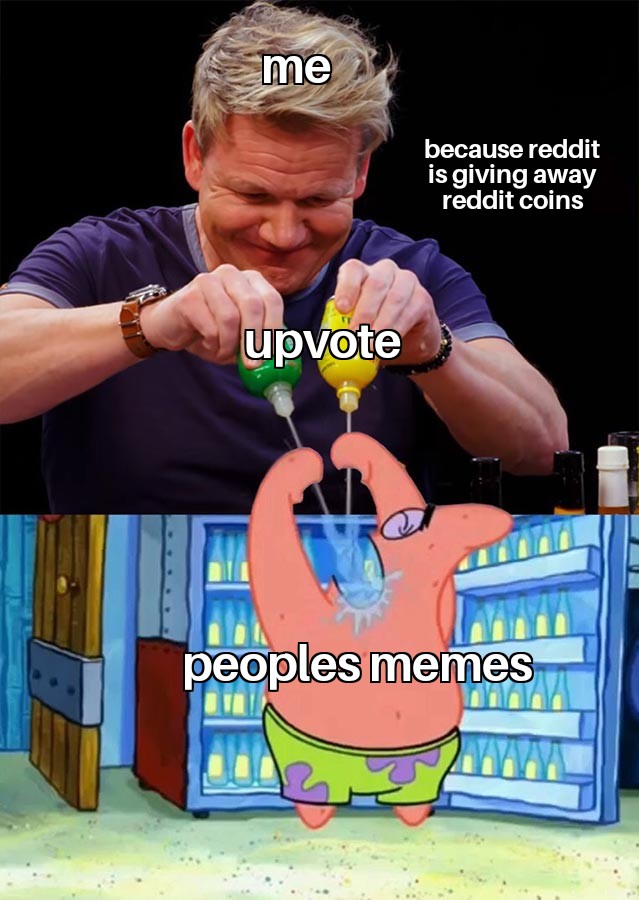 me
because reddit
is giving away
reddit coins
upvote
peoples memes